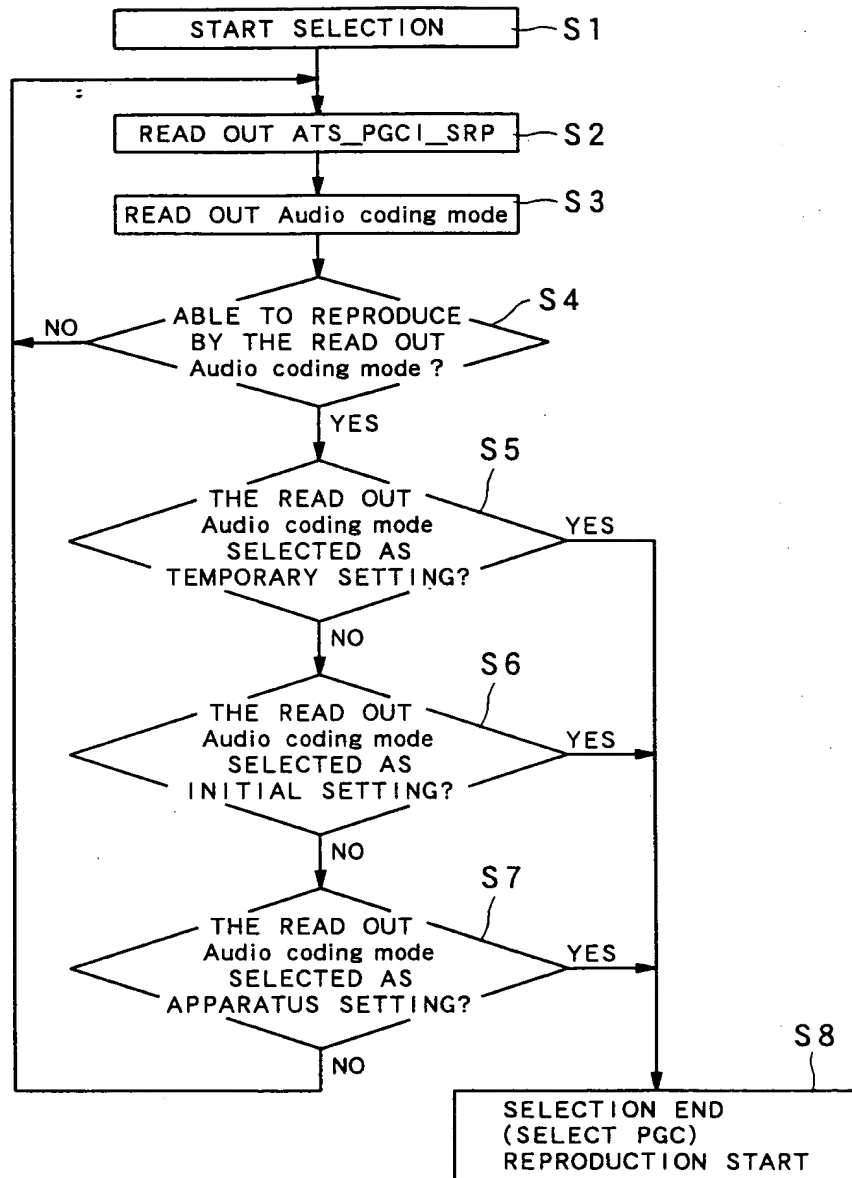 START SELECTION
S1
READ OUT ATS_PGCI_SRP
S2
READ OUT Audio coding mode
S3
ABLE TO REPRODUCE
BY THE READ OUT
Audio coding mode ?
S4
NO
YES
THE READ OUT
Audio coding mode
SELECTED AS
TEMPORARY SETTING?
S5
YES
NO
THE READ OUT
Audio coding mode
SELECTED AS
INITIAL SETTING?
S6
YES
NO
THE READ OUT
Audio coding mode
SELECTED AS
APPARATUS SETTING?
S7
YES
NO
S8
SELECTION END
(SELECT PGC)
REPRODUCTION START